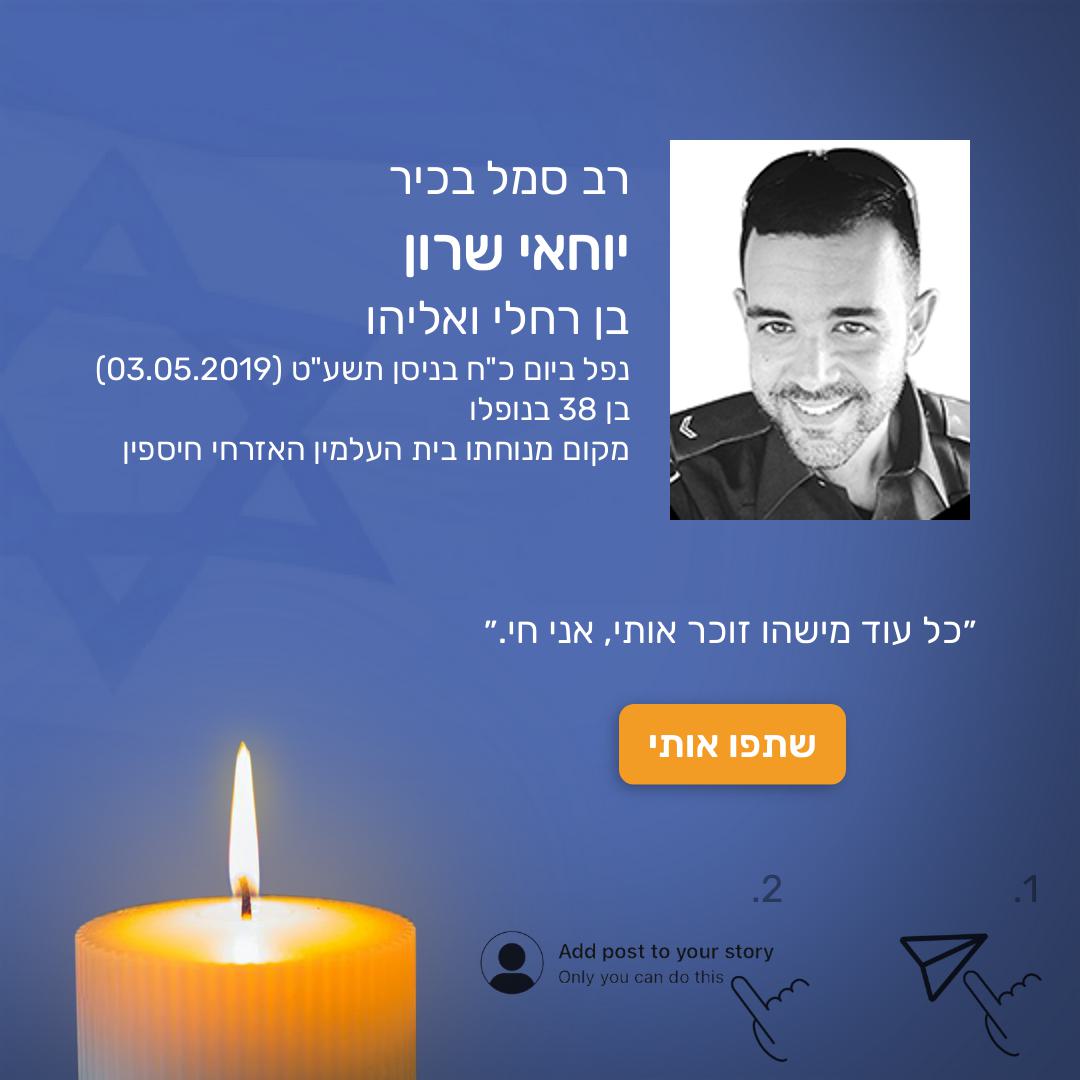 רב סמל בכיר
יוחאי שרון
בן רחלי ואליהו
נפל ביום כ"ח בניסן תשע"ט (03.05.2019)
בן 38 בנופלו
מקום מנוחתו בית העלמין האזרחי חיספין
״כל עוד מישהו זוכר אותי, אני חי.״
שתפו אותי
.1
.2
Add post to your story
Only you can do this